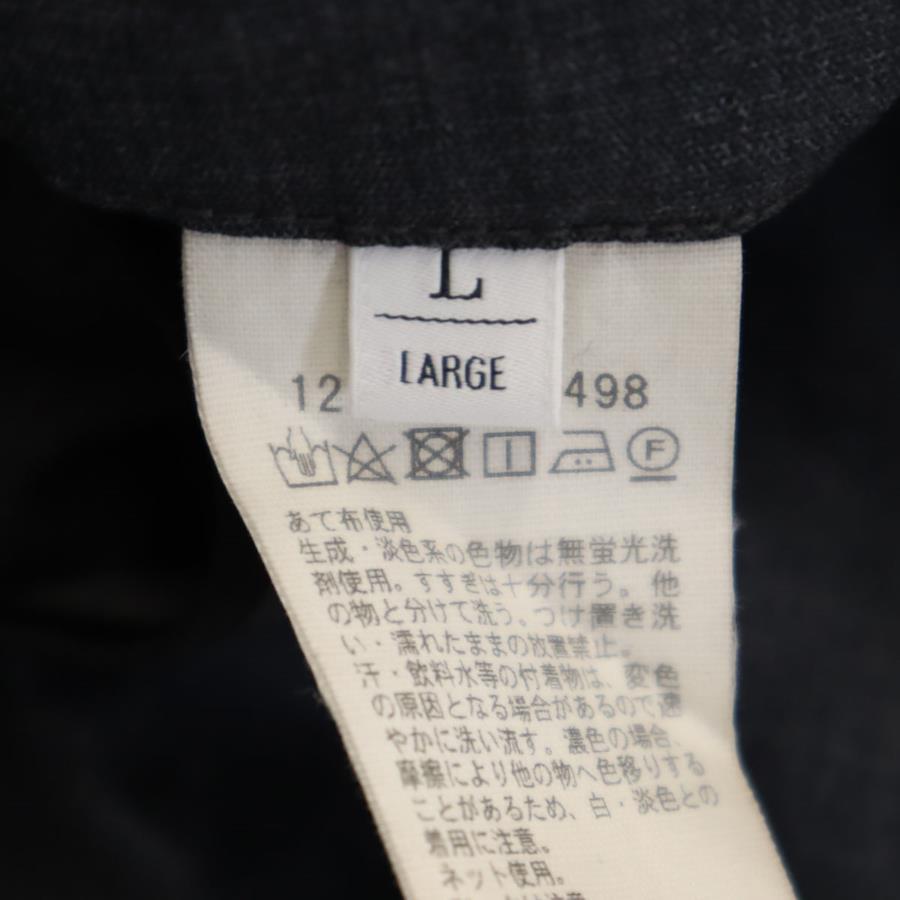 L
LARGE
12 498
F
あて布使用
生成・淡色系の色物は無蛍光洗
剤使用。すすぎは十分行う。他
の物と分けて洗う。つけ置き洗
い・濡れたままの放置禁止。
汗・飲料水等の付着物は、変色
の原因となる場合があるので速
やかに洗い流す。濃色の場合、
摩擦により他の物へ色移りする
ことがあるため、白・淡色との
着用に注意。
ネット使用。
は注意